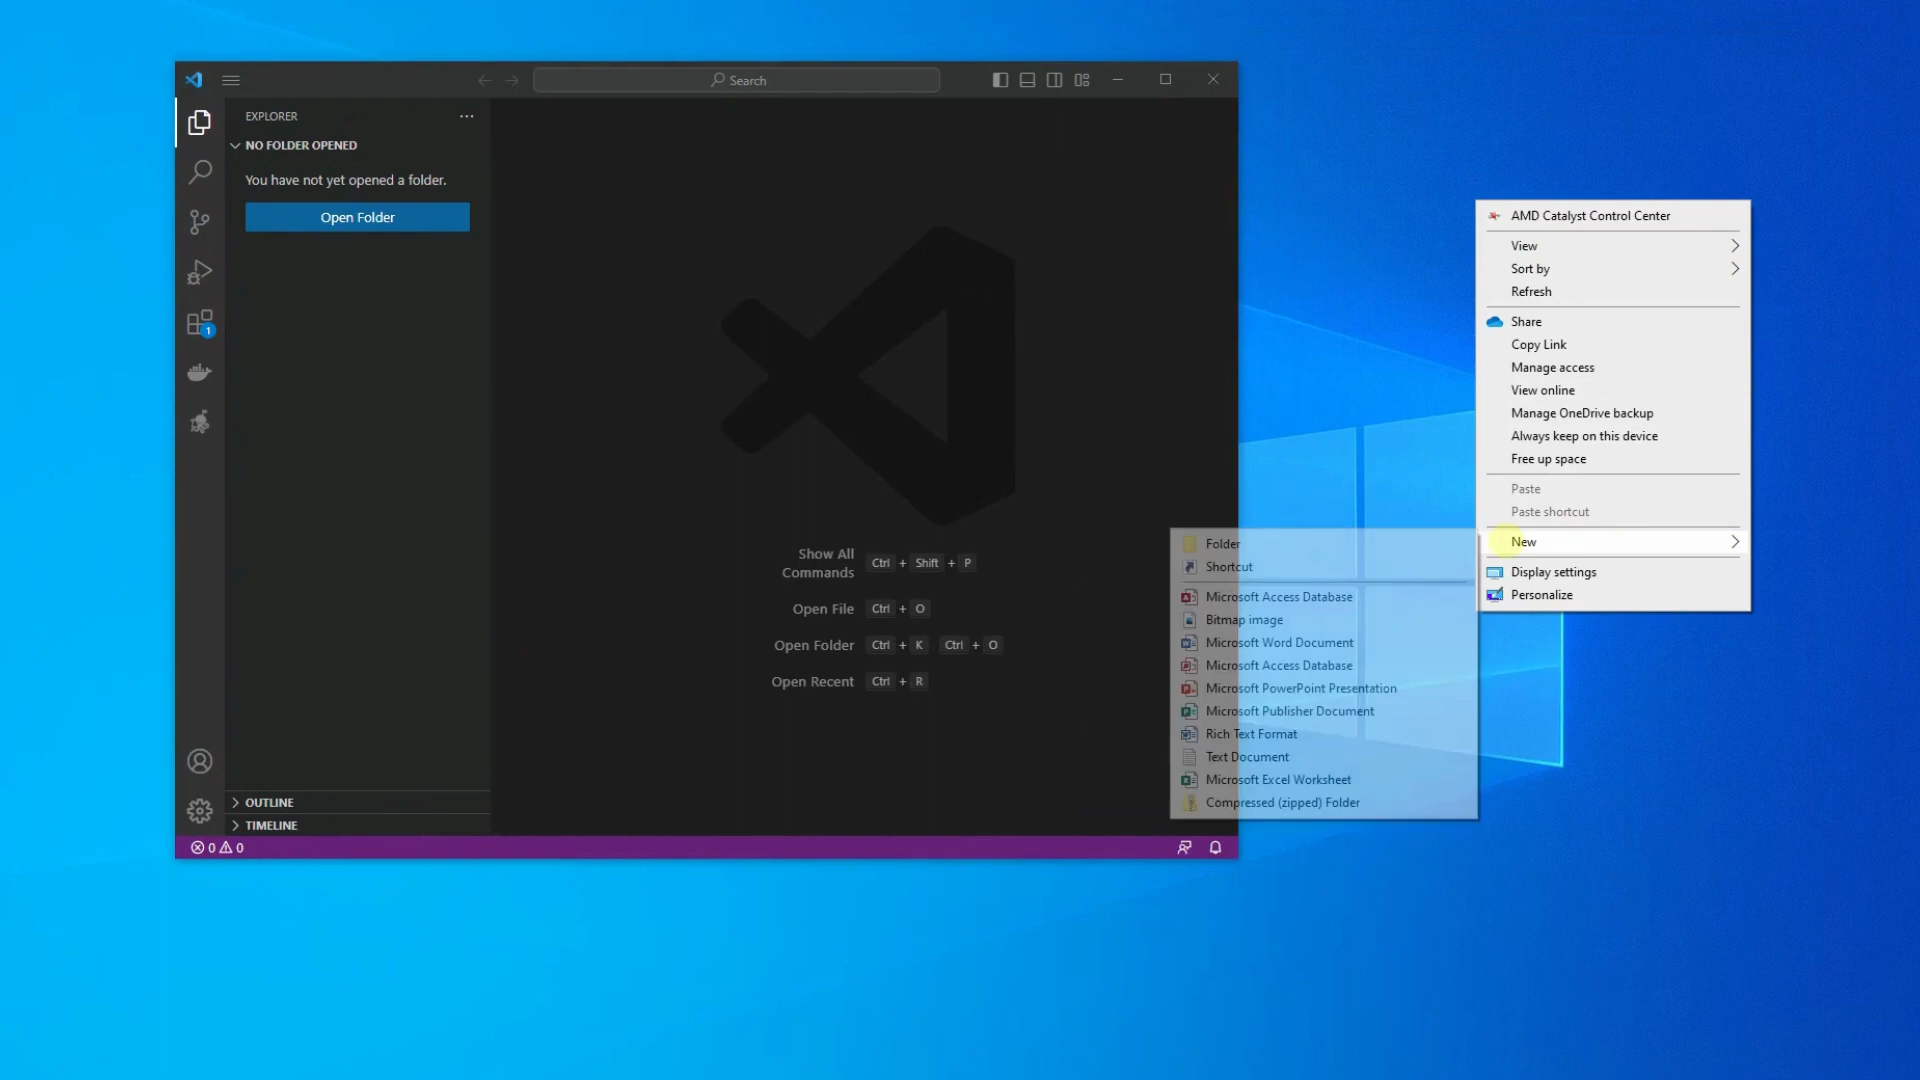 Search
EXPLORER
NO FOLDER OPENED
You have not yet opened a folder.
Open Folder
1
Show All Commands Ctrl + Shift + P
Open File Ctrl + O
Open Folder Ctrl + K Ctrl + O
Open Recent Ctrl + R
OUTLINE
TIMELINE
0 0
AMD Catalyst Control Center
View
Sort by
Refresh
Share
Copy Link
Manage access
View online
Manage OneDrive backup
Always keep on this device
Free up space
Paste
Paste shortcut
New
Display settings
Personalize
Folder
Shortcut
Microsoft Access Database
Bitmap image
Microsoft Word Document
Microsoft Access Database
Microsoft PowerPoint Presentation
Microsoft Publisher Document
Rich Text Format
Text Document
Microsoft Excel Worksheet
Compressed (zipped) Folder